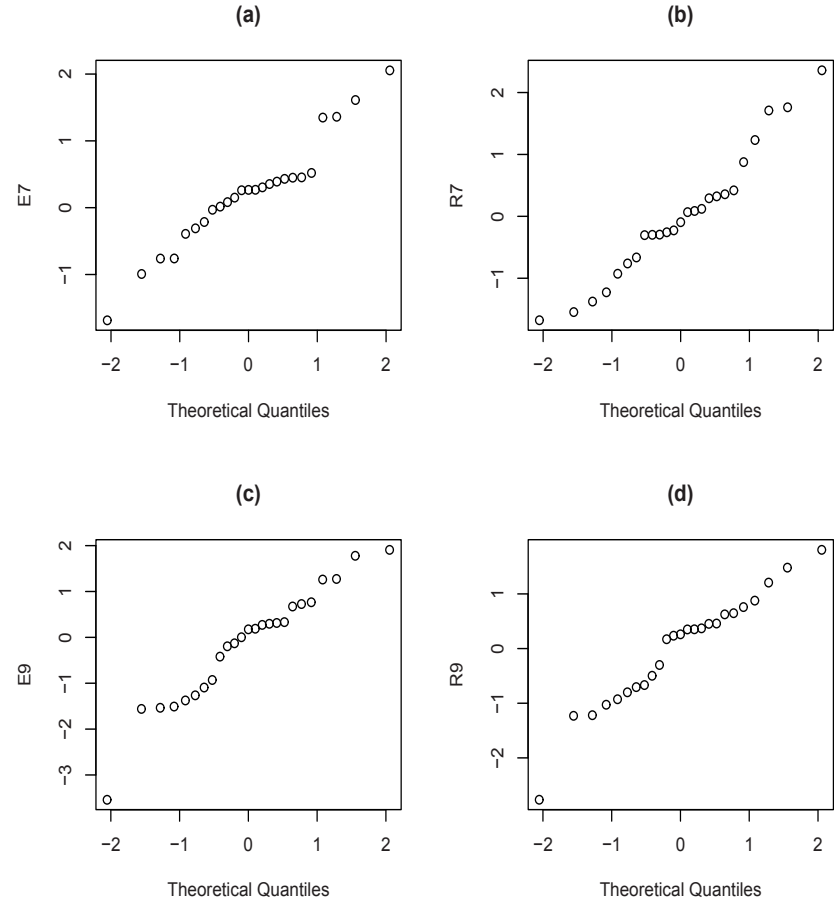 (a)
2
1
0
−1
E7
−2 −1 0 1 2
Theoretical Quantiles
(b)
2
1
0
−1
R7
−2 −1 0 1 2
Theoretical Quantiles
(c)
2
1
0
−1
−2
−3
E9
−2 −1 0 1 2
Theoretical Quantiles
(d)
1
0
−1
−2
R9
−2 −1 0 1 2
Theoretical Quantiles